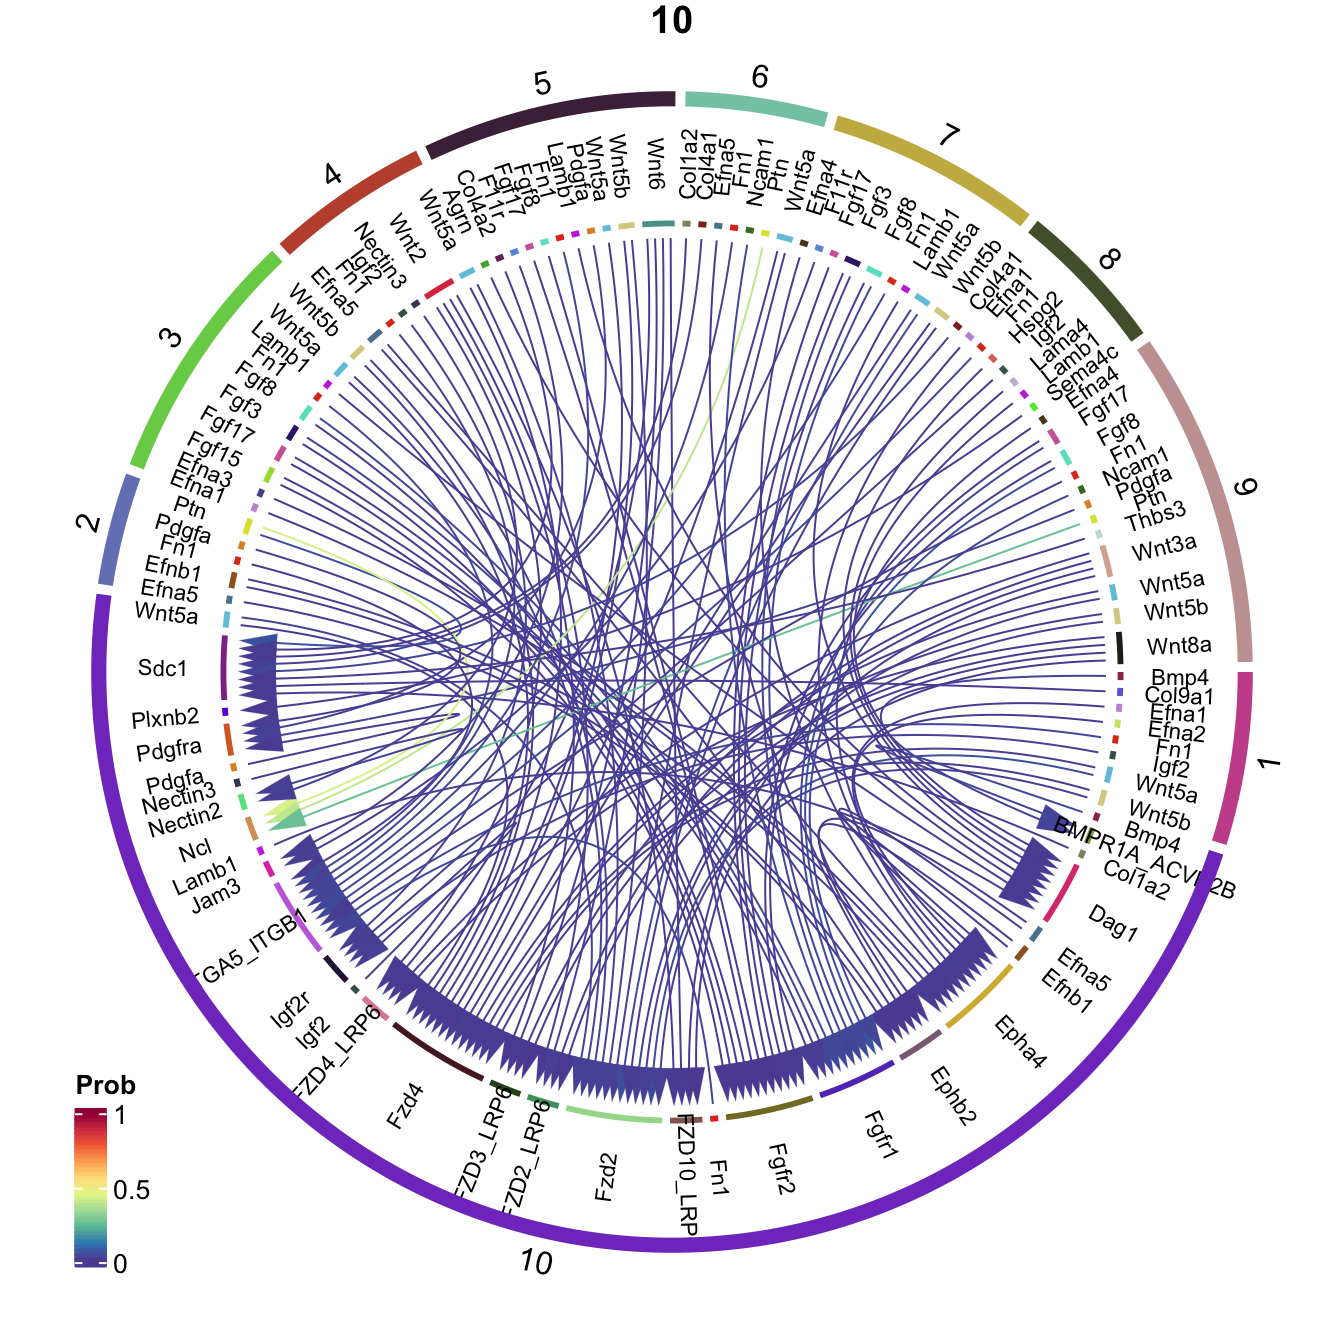 10
5
6
7
8
9
1
10
2
3
4
Wnt5a
Agrn
Col4a2
F11r
Fgf17
Fgf8
Fn1
Lamb1
Pdgfa
Wnt5a
Wnt5b
Wnt6
Col1a2
Col4a1
Efna5
Fn1
Ncam1
Ptn
Wnt5a
Efna4
F11r
Fgf17
Fgf3
Fgf8
Fn1
Lamb1
Wnt5a
Wnt5b
Col4a1
Efna1
Fn1
Hspg2
Igf2
Lama4
Lamb1
Sema4c
Efna4
Fgf17
Fgf8
Fn1
Ncam1
Pdgfa
Ptn
Thbs3
Wnt3a
Wnt5a
Wnt5b
Wnt8a
Bmp4
Col9a1
Efna1
Efna2
Fn1
Igf2
Wnt5a
Wnt5b
Bmp4
BMPR1A_ACVR2B
Col1a2
Dag1
Efna5
Efnb1
Epha4
Ephb2
Fgfr1
Fgfr2
Fn1
FZD10_LRP
Fzd2
FZD2_LRP6
FZD3_LRP6
Fzd4
FZD4_LRP6
Igf2
Igf2r
TGA5_ITGB1
Jam3
Lamb1
Ncl
Nectin2
Nectin3
Pdgfa
Pdgfra
Plxnb2
Sdc1
Wnt5a
Efna5
Efnb1
Fn1
Pdgfa
Ptn
Efna1
Efna3
Fgf15
Fgf17
Fgf3
Fgf8
Fn1
Lamb1
Wnt5a
Wnt5b
Efna5
Fn1
Igf2
Nectin3
Wnt2
Prob
1
0.5
0